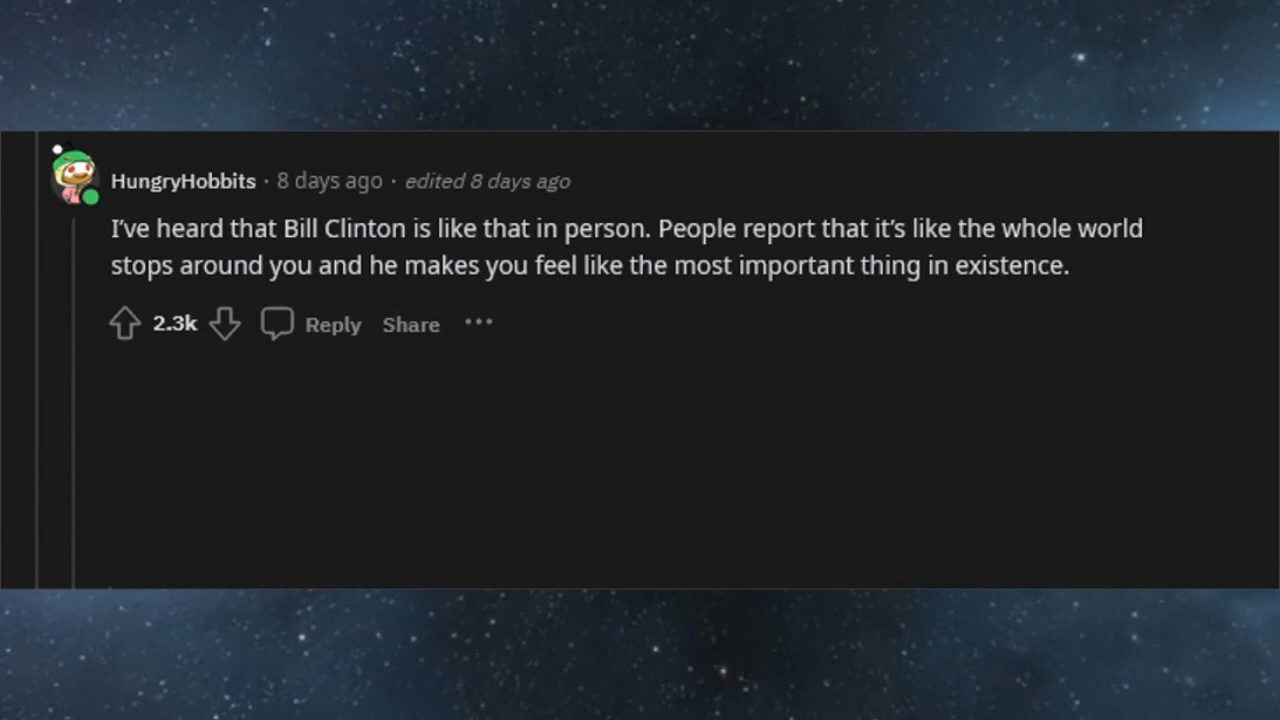 HungryHobbits · 8 days ago · edited 8 days ago
I’ve heard that Bill Clinton is like that in person. People report that it’s like the whole world
stops around you and he makes you feel like the most important thing in existence.
2.3k Reply Share ···